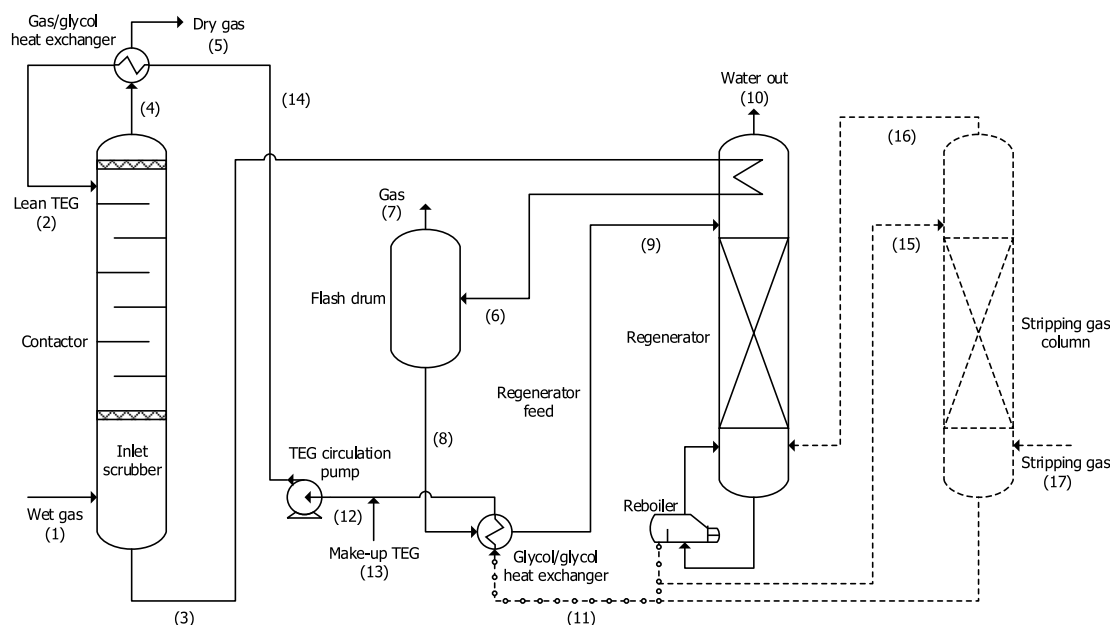 Gas/glycol
heat exchanger
Dry gas
(5)
(4)
(14)
Lean TEG
(2)
Contactor
Inlet
scrubber
Wet gas
(1)
(3)
Gas
(7)
Flash drum
(6)
(8)
TEG circulation
pump
(12)
Make-up TEG
(13)
Glycol/glycol
heat exchanger
(11)
Regenerator
feed
(9)
Water out
(10)
Regenerator
Reboiler
(16)
(15)
Stripping gas
column
Stripping gas
(17)